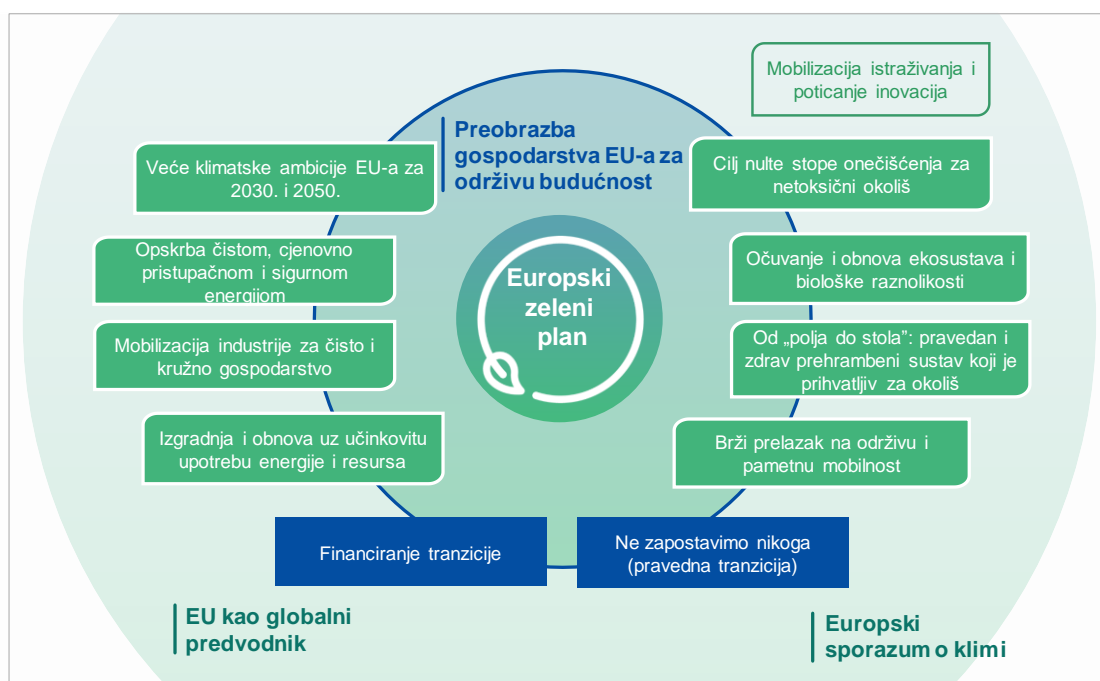 Mobilizacija istraživanja i
poticanje inovacija
Preobrazba
gospodarstva EU-a za
održivu budućnost
Veće klimatske ambicije EU-a za
2030. i 2050.
Cilj nulte stope onečišćenja za
netoksični okoliš
Opskrba čistom, cjenovno
pristupačnom i sigurnom
energijom
Očuvanje i obnova ekosustava i
biološke raznolikosti
Europski
zeleni
plan
Mobilizacija industrije za čisto i
kružno gospodarstvo
Od „polja do stola”: pravedan i
zdrav prehrambeni sustav koji je
prihvatljiv za okoliš
Izgradnja i obnova uz učinkovitu
upotrebu energije i resursa
Brži prelazak na održivu i
pametnu mobilnost
Financiranje tranzicije
Ne zapostavimo nikoga
(pravedna tranzicija)
EU kao globalni
predvodnik
Europski
sporazum o klimi